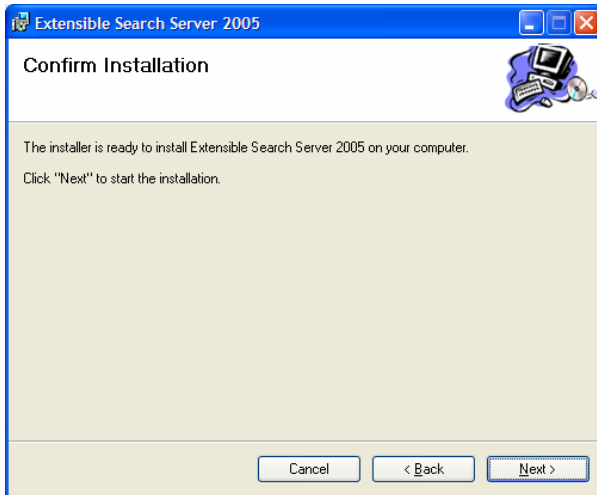 Extensible Search Server 2005
Confirm Installation
The installer is ready to install Extensible Search Server 2005 on your computer.
Click "Next" to start the installation.
Cancel
< Back
Next >